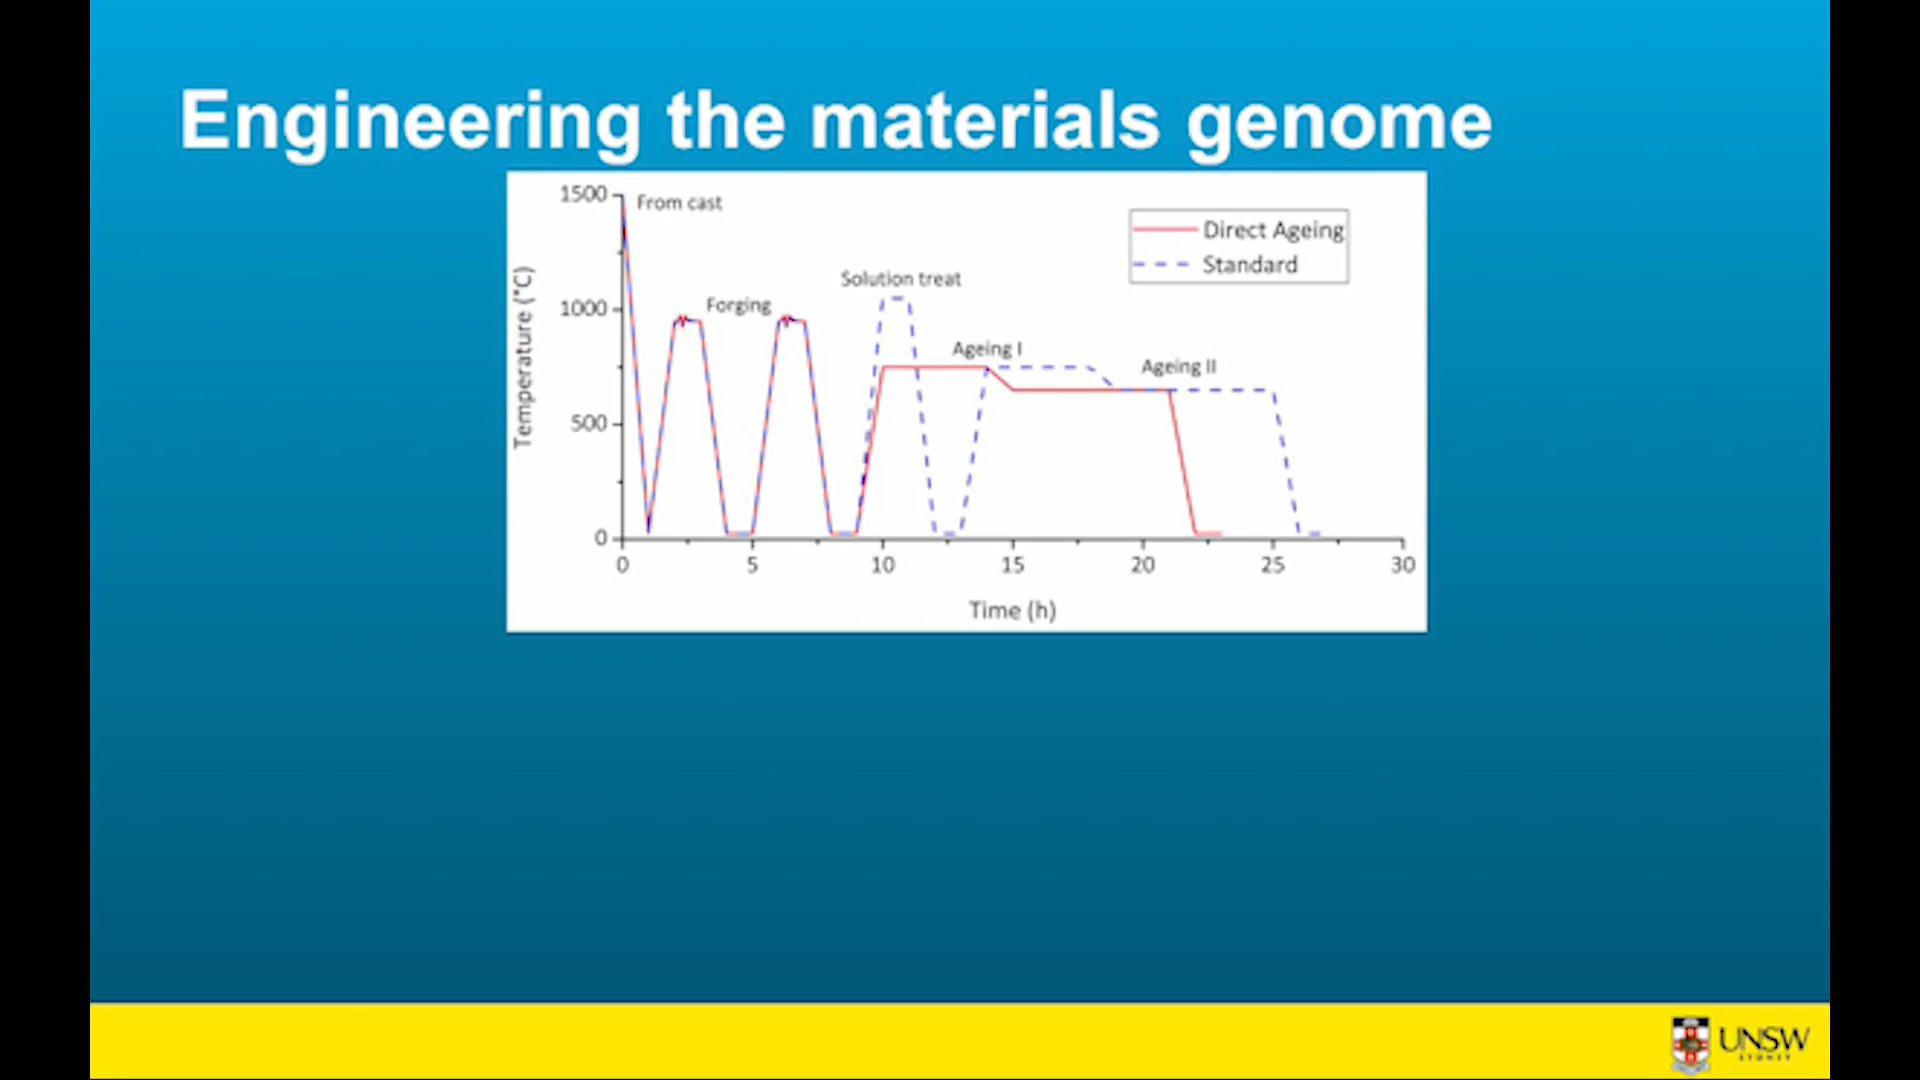 Engineering the materials genome
1500
From cast
Direct Ageing
Standard
Solution treat
1000
Forging
Ageing I
Ageing II
Temperature (°C)
500
0
0 5 10 15 20 25 30
Time (h)
UNSW
SYDNEY